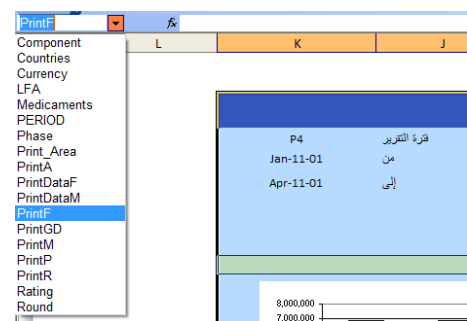 PrintF fx
Component
Countries
Currency
LFA
Medicaments
PERIOD
Phase
Print_Area
PrintA
PrintDataF
PrintDataM
PrintF
PrintGD
PrintM
PrintP
PrintR
Rating
Round
L K J
P4 فترة التقرير
Jan-11-01 من
Apr-11-01 إلى
8,000,000
7,000,000